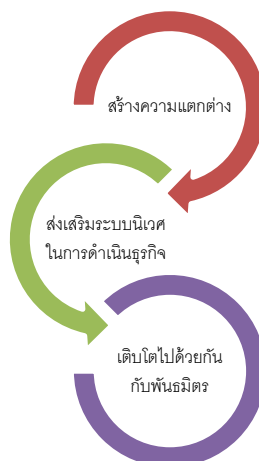 สร้างความแตกต่าง
ส่งเสริมระบบนิเวศ
ในการดำเนินธุรกิจ
เติบโตไปด้วยกัน
กับพันธมิตร